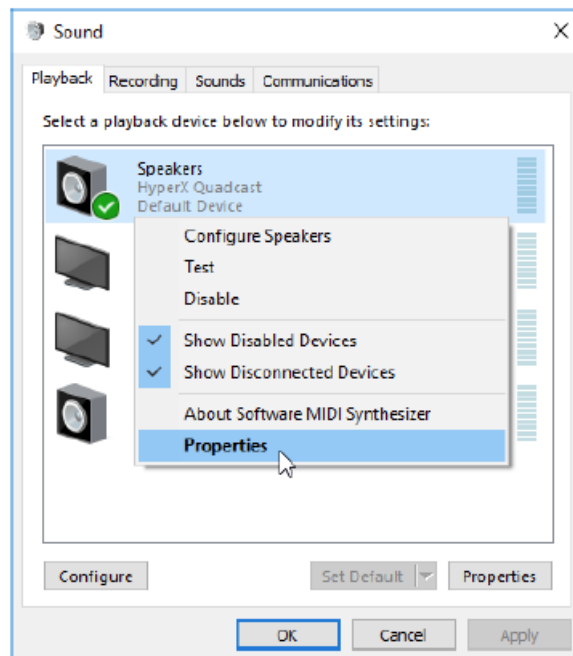 Sound
Playback Recording Sounds Communications
Select a playback device below to modify its settings:
Speakers
HyperX Quadcast
Default Device
Configure Speakers
Test
Disable
Show Disabled Devices
Show Disconnected Devices
About Software MIDI Synthesizer
Properties
Configure Set Default Properties
OK Cancel Apply